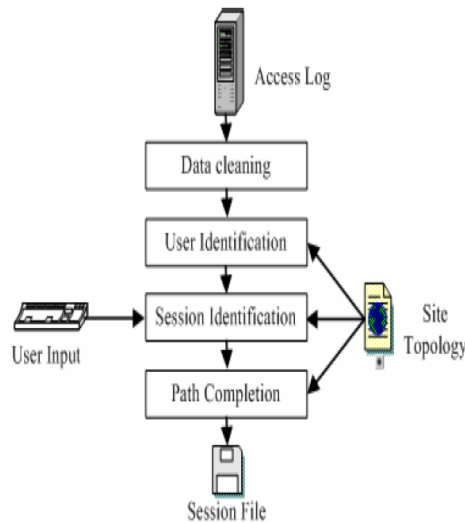 Access Log
Data cleaning
User Identification
Session Identification
User Input
Site
Topology
Path Completion
Session File